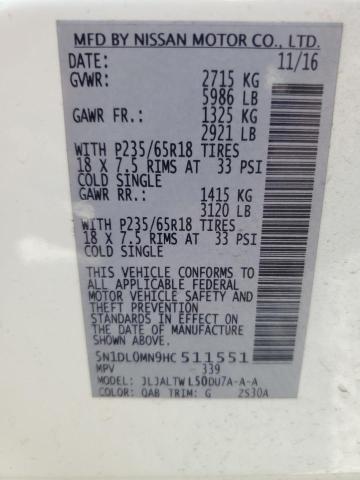 MFD BY NISSAN MOTOR CO., LTD.
DATE: 11/16
GVWR: 2715 KG
5986 LB
GAWR FR.: 1325 KG
2921 LB
WITH P235/65R18 TIRES
18 X 7.5 RIMS AT 33 PSI
COLD SINGLE
GAWR RR.: 1415 KG
3120 LB
WITH P235/65R18 TIRES
18 X 7.5 RIMS AT 33 PSI
COLD SINGLE
THIS VEHICLE CONFORMS TO
ALL APPLICABLE FEDERAL
MOTOR VEHICLE SAFETY
AND THEFT PREVENTION
STANDARDS IN EFFECT ON
THE DATE OF MANUFACTURE
SHOWN ABOVE.
5N1DL0MN9HC 511551
MPV 339
MODEL: JLJALTWL50DU7A-A-A
COLOR: QAB TRIM: G 2S30A